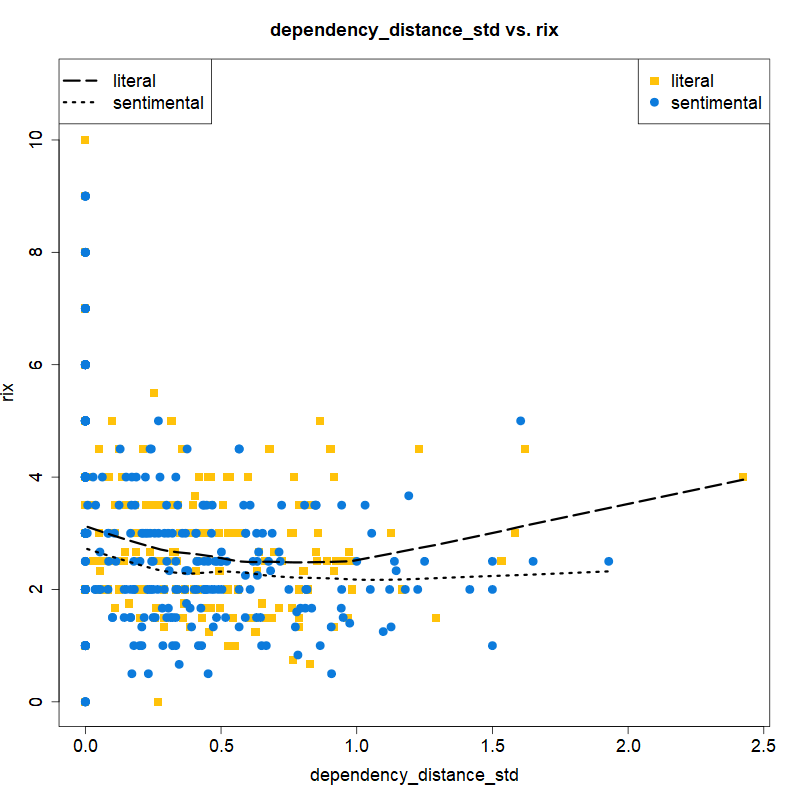 dependency_distance_std vs. rix
literal
sentimental
literal
sentimental
rix
10
8
6
4
2
0
0.0 0.5 1.0 1.5 2.0 2.5
dependency_distance_std